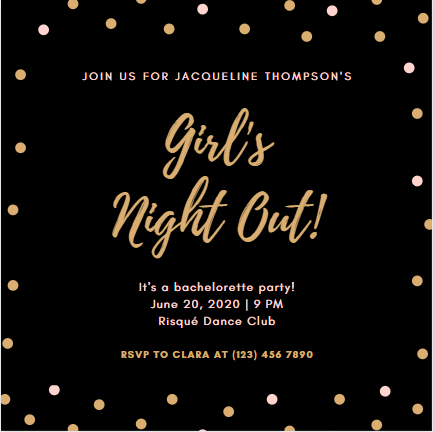 JOIN US FOR JACQUELINE THOMPSON'S
Girl's
Night Out!
It's a bachelorette party!
June 20, 2020 | 9 PM
Risqué Dance Club
RSVP TO CLARA AT (123) 456 7890